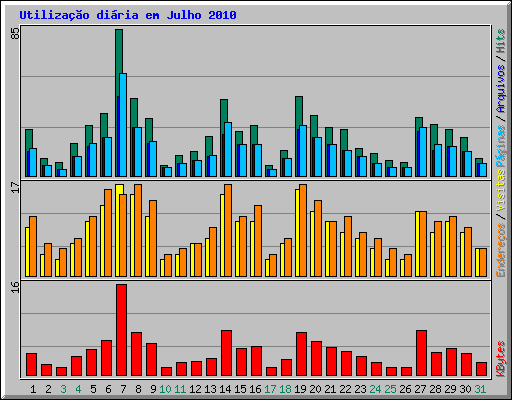 Utilização diária em Julho 2010
85
17
16
Endereços / Visitas Páginas / Arquivos / Hits
KBytes
1 2 3 4 5 6 7 8 9 10 11 12 13 14 15 16 17 18 19 20 21 22 23 24 25 26 27 28 29 30 31